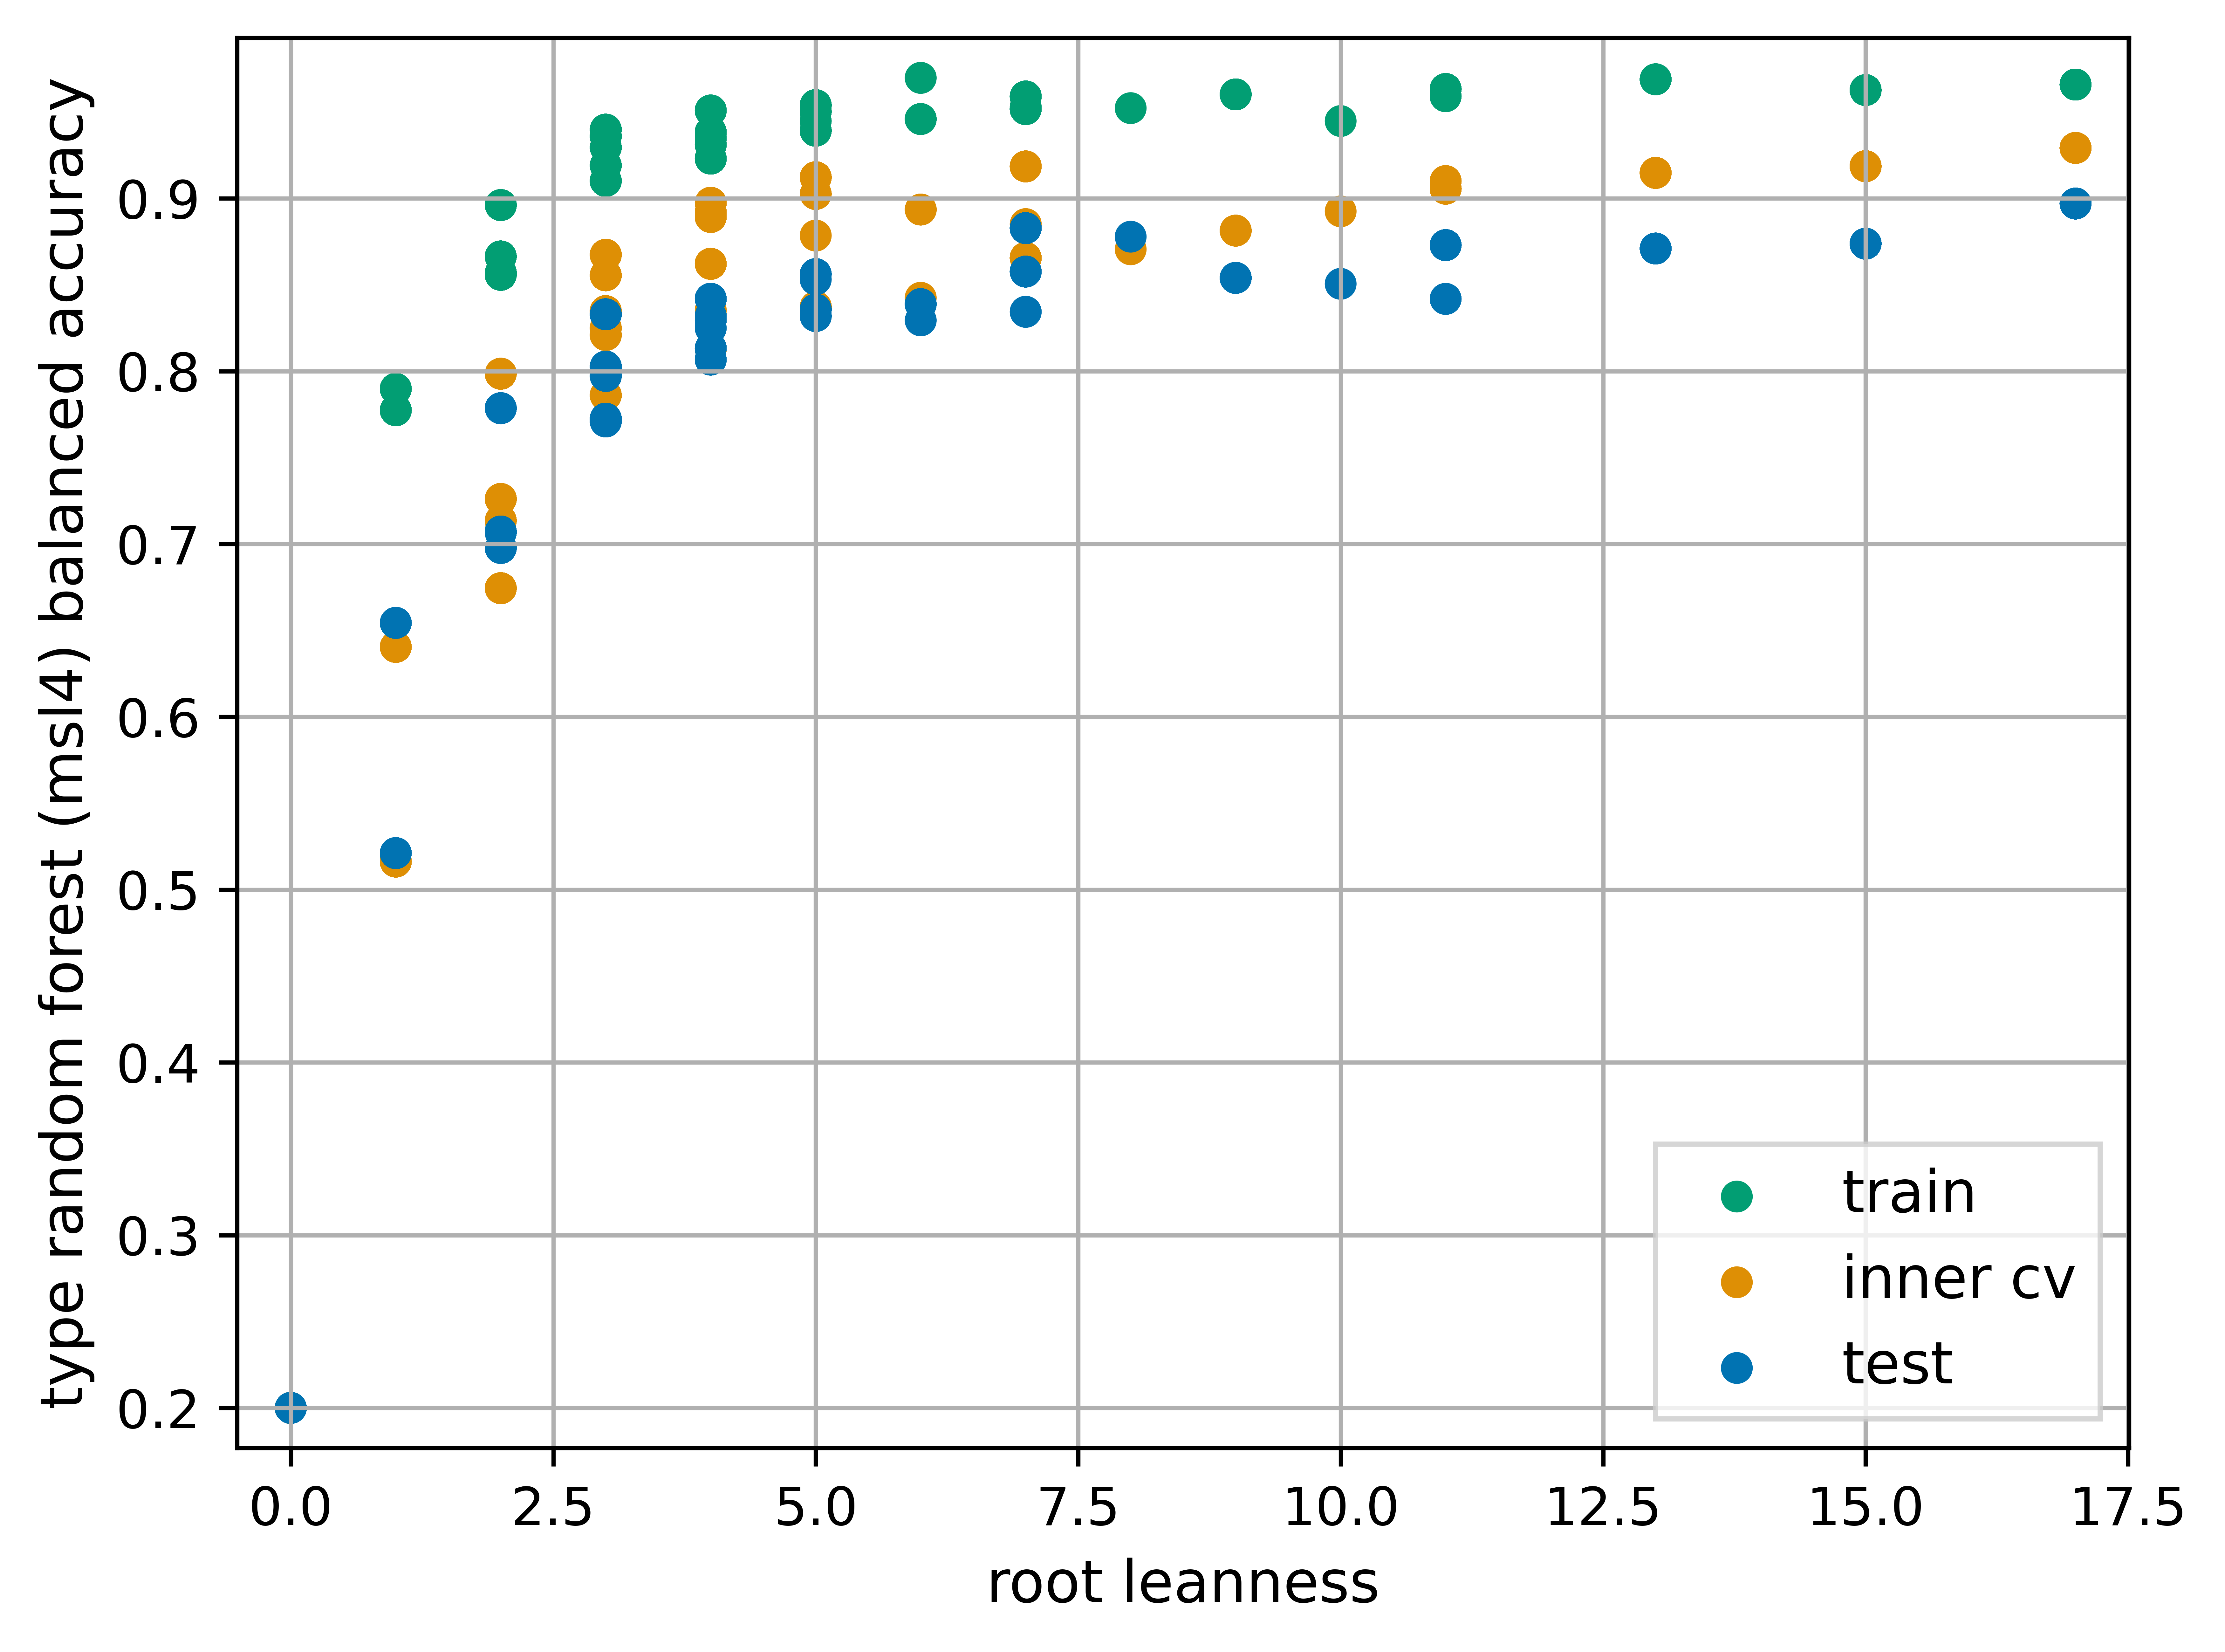 type random forest (msl4) balanced accuracy
0.9
0.8
0.7
0.6
0.5
0.4
0.3
0.2
train
inner cv
test
0.0 2.5 5.0 7.5 10.0 12.5 15.0 17.5
root leanness